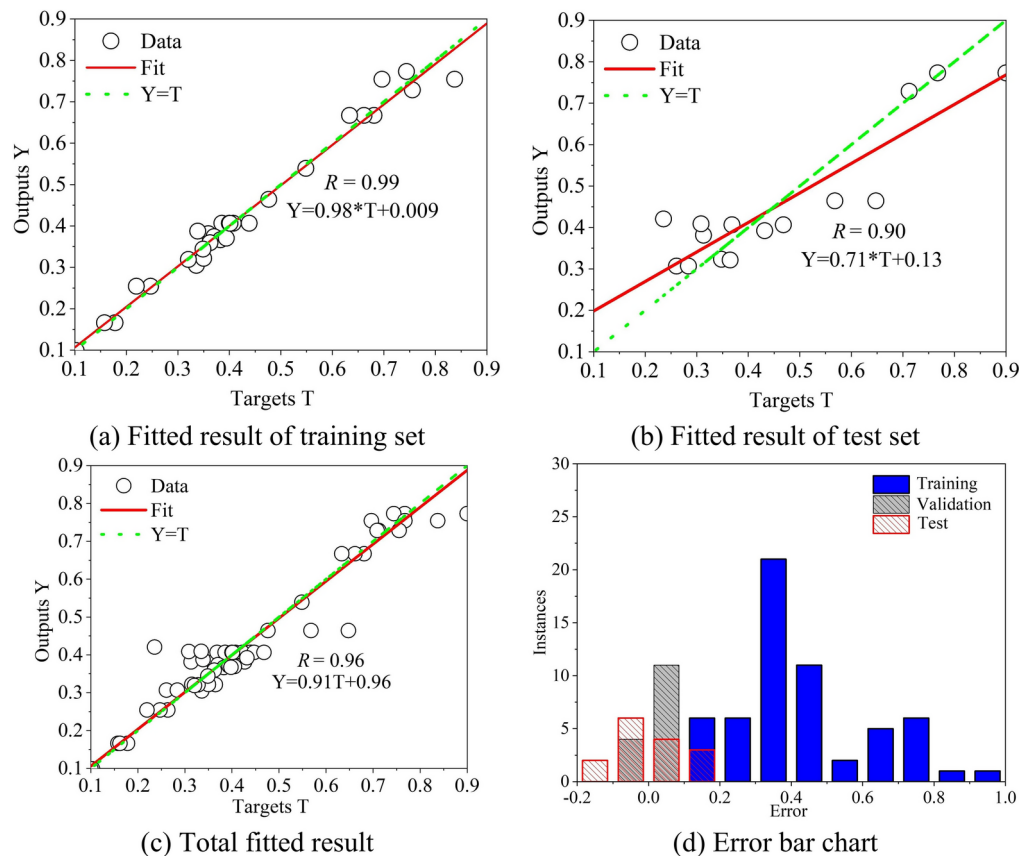 0.9
0.8
0.7
0.6
0.5
0.4
0.3
0.2
0.1
Outputs Y
Data
Fit
Y=T
R = 0.99
Y=0.98*T+0.009
0.1 0.2 0.3 0.4 0.5 0.6 0.7 0.8 0.9
Targets T
(a) Fitted result of training set
0.9
0.8
0.7
0.6
0.5
0.4
0.3
0.2
0.1
Outputs Y
Data
Fit
Y=T
R = 0.90
Y=0.71*T+0.13
0.1 0.2 0.3 0.4 0.5 0.6 0.7 0.8 0.9
Targets T
(b) Fitted result of test set
0.9
0.8
0.7
0.6
0.5
0.4
0.3
0.2
0.1
Outputs Y
Data
Fit
Y=T
R = 0.96
Y=0.91T+0.96
0.1 0.2 0.3 0.4 0.5 0.6 0.7 0.8 0.9
Targets T
(c) Total fitted result
30
25
20
15
10
5
0
Instances
Training
Validation
Test
-0.2 0.0 0.2 0.4 0.6 0.8 1.0
Error
(d) Error bar chart